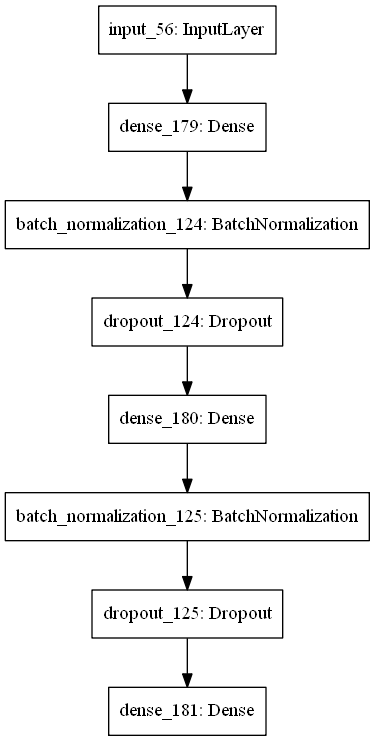 input_56: InputLayer
dense_179: Dense
batch_normalization_124: BatchNormalization
dropout_124: Dropout
dense_180: Dense
batch_normalization_125: BatchNormalization
dropout_125: Dropout
dense_181: Dense